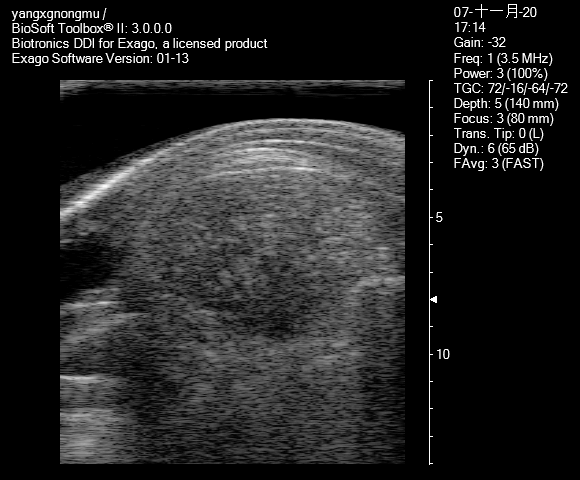 yangxgnongmu /
BioSoft Toolbox® II: 3.0.0.0
Biotronics DDI for Exago, a licensed product
Exago Software Version: 01-13
07-十一月-20
17:14
Gain: -32
Freq: 1 (3.5 MHz)
Power: 3 (100%)
TGC: 72/-16/-64/-72
Depth: 5 (140 mm)
Focus: 3 (80 mm)
Trans. Tip: 0 (L)
Dyn.: 6 (65 dB)
FAvg: 3 (FAST)
5
10